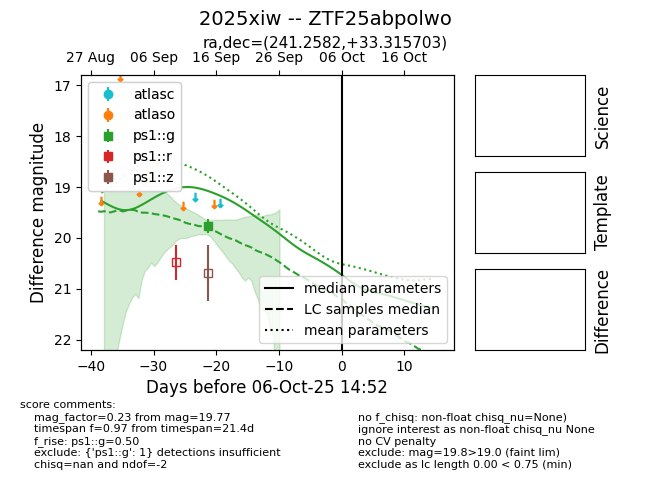 2025xiw -- ZTF25abpolwo
ra,dec=(241.2582,+33.315703)
27 Aug 06 Sep 16 Sep 26 Sep 06 Oct 16 Oct
17
18
19
20
21
22
Difference magnitude
atlasc
atlaso
ps1::g
ps1::r
ps1::z
median parameters
LC samples median
mean parameters
−40 −30 −20 −10 0 10
Days before 06-Oct-25 14:52
Science
Template
Difference
score comments:
mag_factor=0.23 from mag=19.77
timespan f=0.97 from timespan=21.4d
f_rise: ps1::g=0.50
exclude: {'ps1::g': 1} detections insufficient
chisq=nan and ndof=-2
no f_chisq: non-float chisq_nu=None)
ignore interest as non-float chisq_nu None
no CV penalty
exclude: mag=19.8>19.0 (faint lim)
exclude as lc length 0.00 < 0.75 (min)